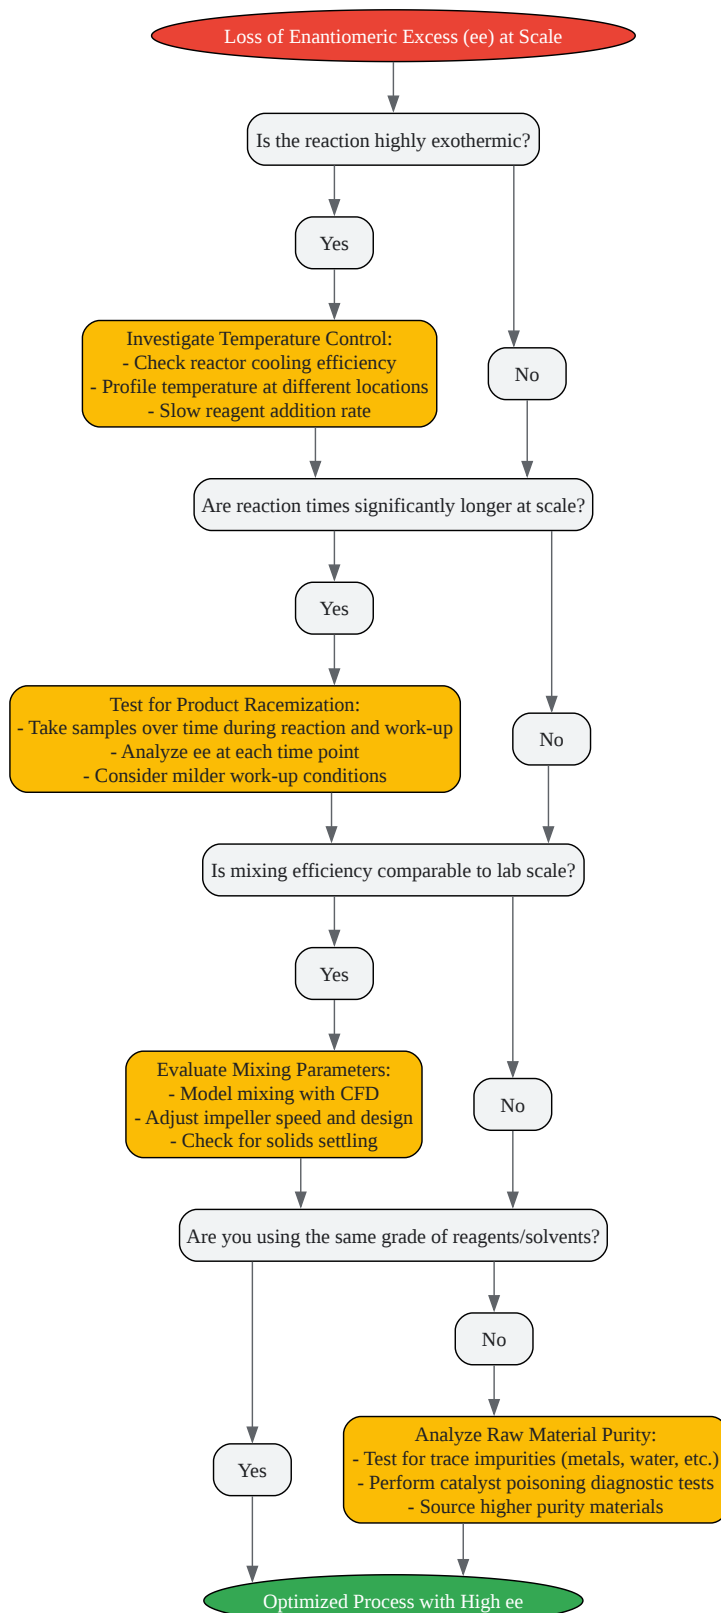 Loss of Enantiomeric Excess (ee) at Scale
Is the reaction highly exothermic?
Yes
Investigate Temperature Control:
- Check reactor cooling efficiency
- Profile temperature at different locations
- Slow reagent addition rate
No
Are reaction times significantly longer at scale?
Yes
Test for Product Racemization:
- Take samples over time during reaction and work-up
- Analyze ee at each time point
- Consider milder work-up conditions
No
Is mixing efficiency comparable to lab scale?
Yes
Evaluate Mixing Parameters:
- Model mixing with CFD
- Adjust impeller speed and design
- Check for solids settling
No
Are you using the same grade of reagents/solvents?
No
Yes
Analyze Raw Material Purity:
- Test for trace impurities (metals, water, etc.)
- Perform catalyst poisoning diagnostic tests
- Source higher purity materials
Optimized Process with High ee